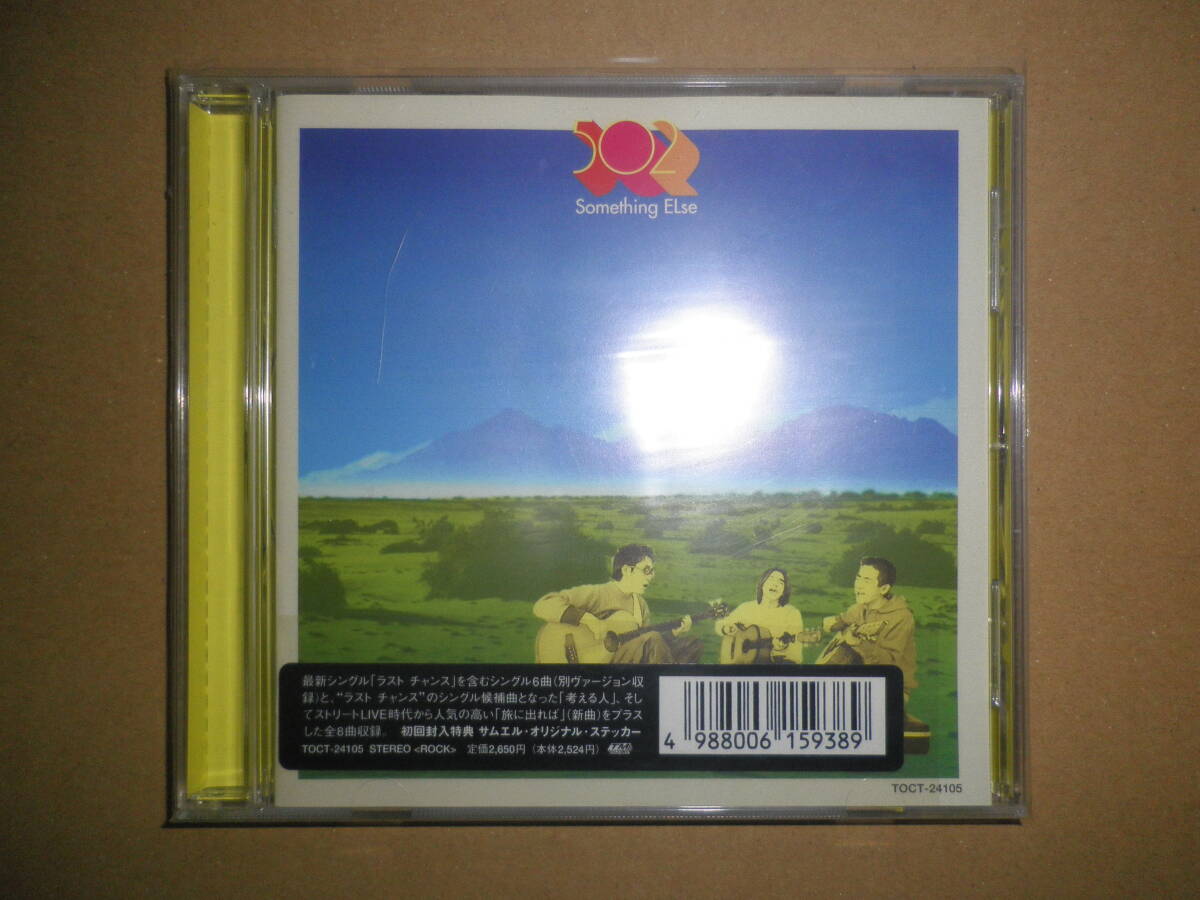 502
Something ELse
最新シングル「ラスト チャンス」を含むシングル6曲(別ヴァージョン収
録)と、“ラスト チャンス”のシングル候補曲となった「考える人」、そし
てストリートLIVE時代から人気の高い「旅に出れば」(新曲)をプラス
した全8曲収録。 初回封入特典 サムエル・オリジナル・ステッカー
TOCT-24105 STEREO <ROCK> 定価2,650円 (本体2,524円)
4 988006 159389
TOCT-24105